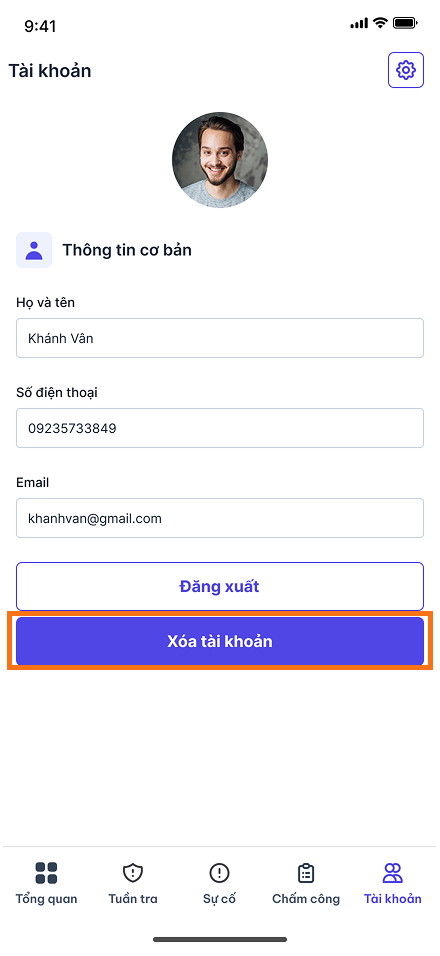 9:41
Tài khoản
Thông tin cơ bản
Họ và tên
Khánh Vân
Số điện thoại
09235733849
Email
khanhvan@gmail.com
Đăng xuất
Xóa tài khoản
Tổng quan
Tuần tra
Sự cố
Chấm công
Tài khoản